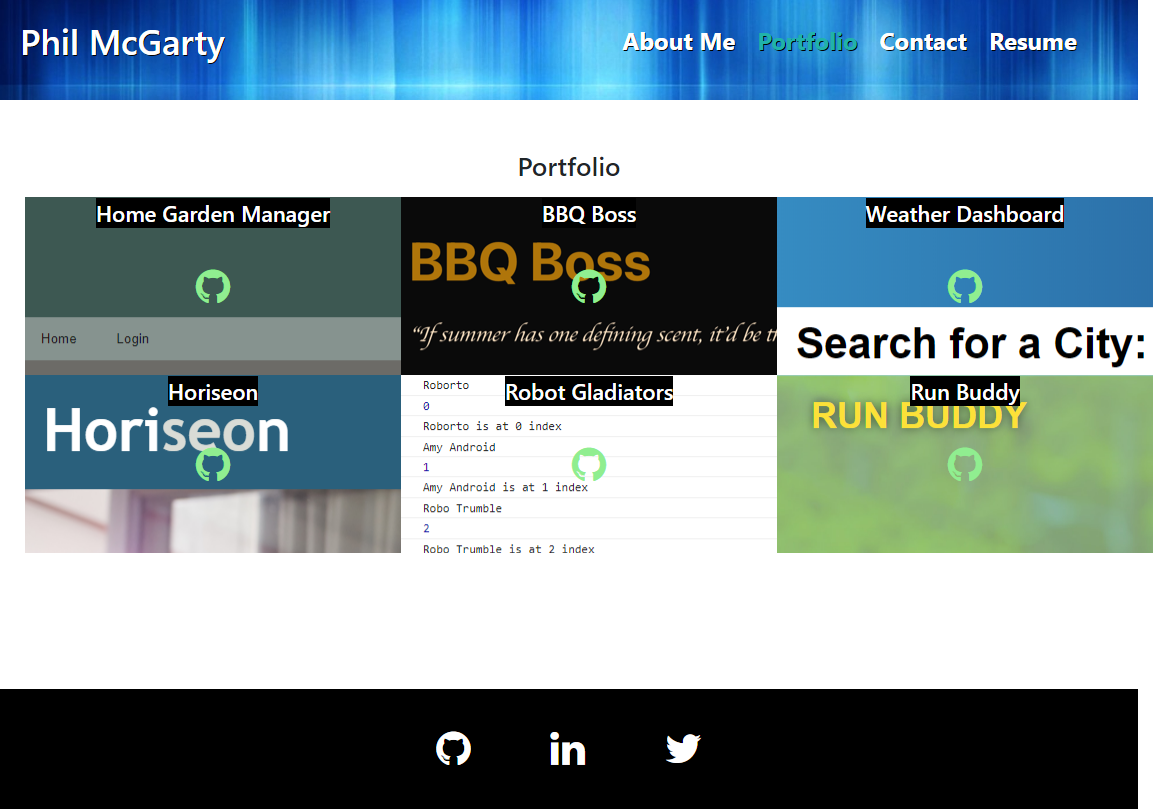 Phil McGarty
About Me Portfolio Contact Resume
Portfolio
Home Garden Manager
Home Login
BBQ Boss
BBQ Boss
“If summer has one defining scent, it’d be th
Weather Dashboard
Search for a City:
Horiseon
Horiseon
Robot Gladiators
Roborto
0
Roborto is at 0 index
Amy Android
1
Amy Android is at 1 index
Robo Trumble
2
Robo Trumble is at 2 index
Run Buddy
RUN BUDDY
in